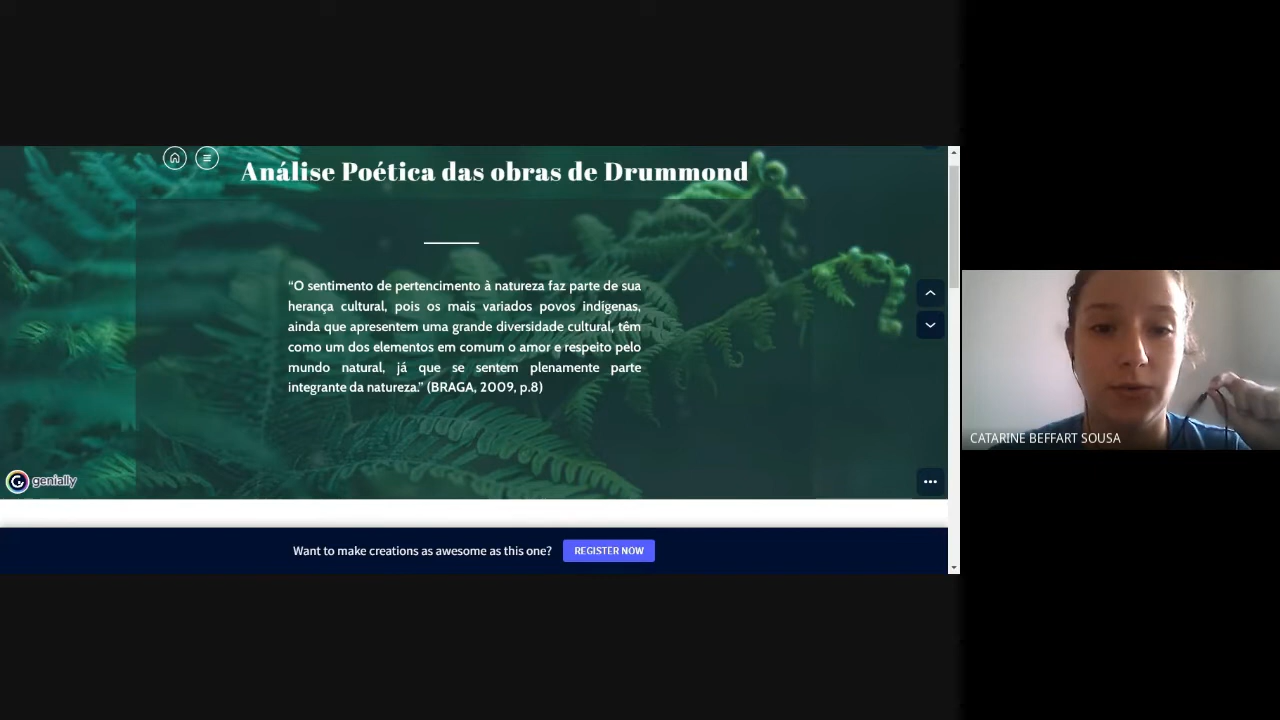 Análise Poética das obras de Drummond
“O sentimento de pertencimento à natureza faz parte de sua
herança cultural, pois os mais variados povos indígenas,
ainda que apresentem uma grande diversidade cultural, têm
como um dos elementos em comum o amor e respeito pelo
mundo natural, já que se sentem plenamente parte
integrante da natureza.” (BRAGA, 2009, p.8)
genially
Want to make creations as awesome as this one? REGISTER NOW
CATARINE BEFFART SOUSA